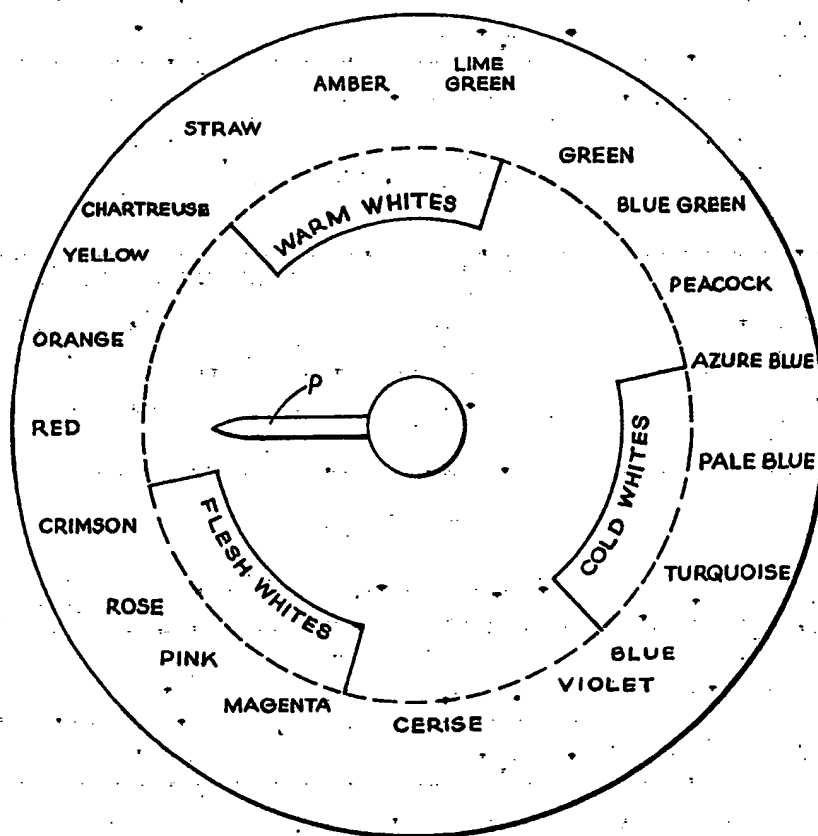 LIME
GREEN
AMBER
STRAW
GREEN
CHARTREUSE
BLUE GREEN
WARM WHITES
YELLOW
PEACOCK
ORANGE
AZURE BLUE
P
RED
PALE BLUE
COLD WHITES
CRIMSON
FLESH WHITES
TURQUOISE
ROSE
PINK
BLUE
VIOLET
MAGENTA
CERISE